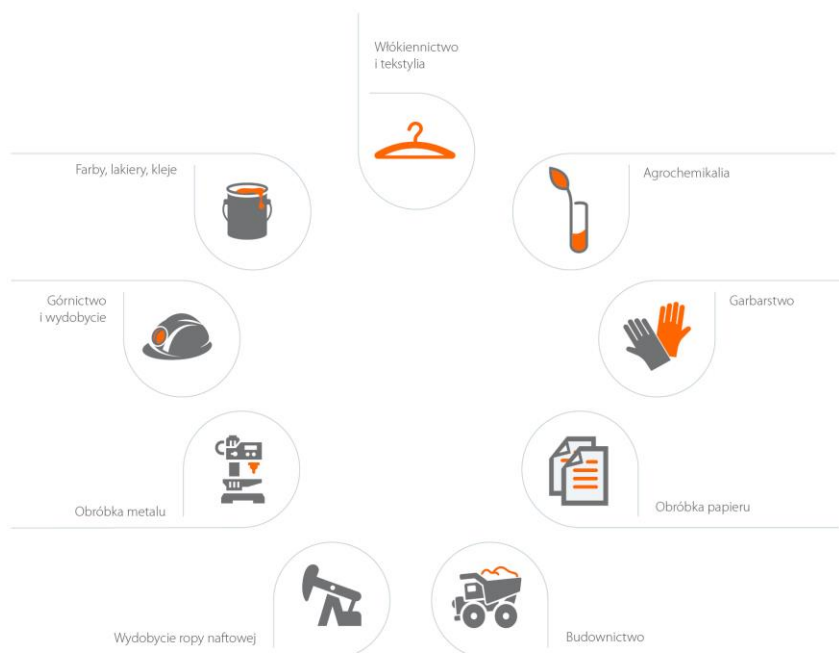 Włókiennictwo
i tekstylia
Farby, lakiery, kleje
Agrochemikalia
Górnictwo
i wydobycie
Garbarstwo
Obróbka metalu
Obróbka papieru
Wydobycie ropy naftowej
Budownictwo